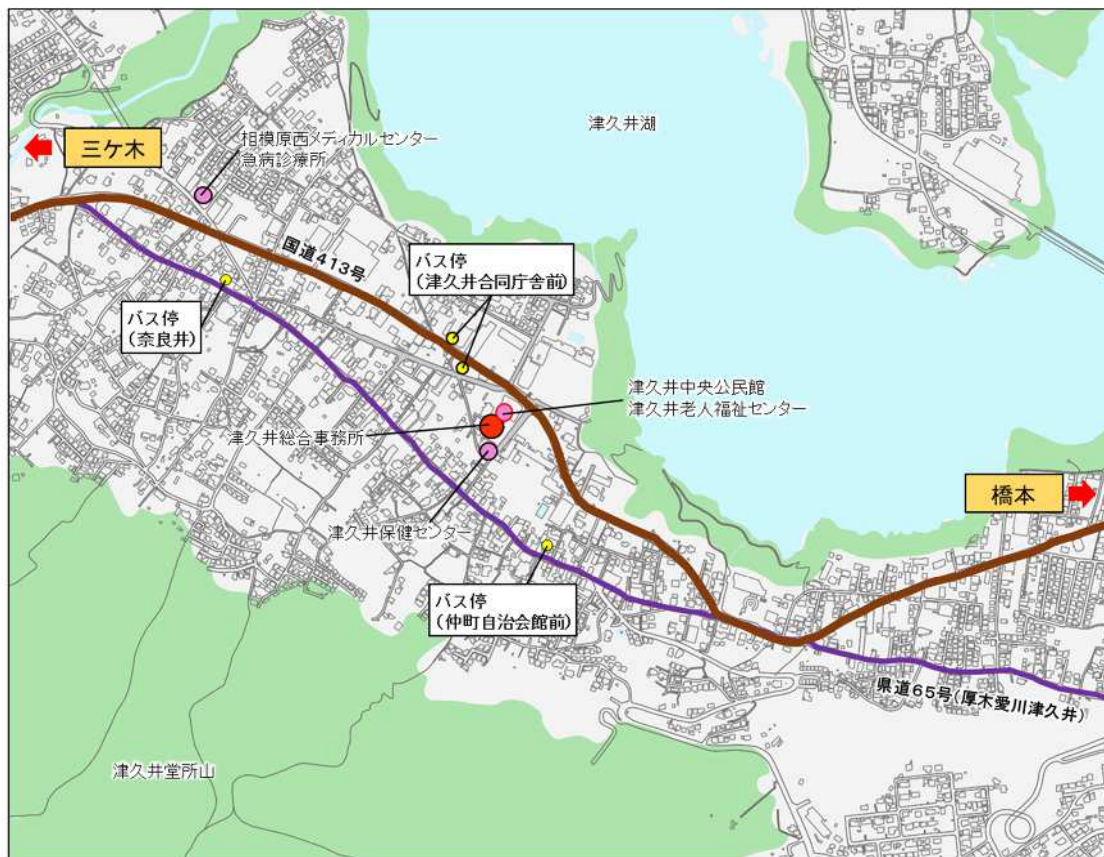 津久井湖
相模原西メディカルセンター
急病診療所
三ケ木
国道413号
バス停
(津久井合同庁舎前)
バス停
(奈良井)
津久井中央公民館
津久井老人福祉センター
津久井総合事務所
橋本
津久井保健センター
バス停
(仲町自治会館前)
県道65号(厚木愛川津久井)
津久井堂所山